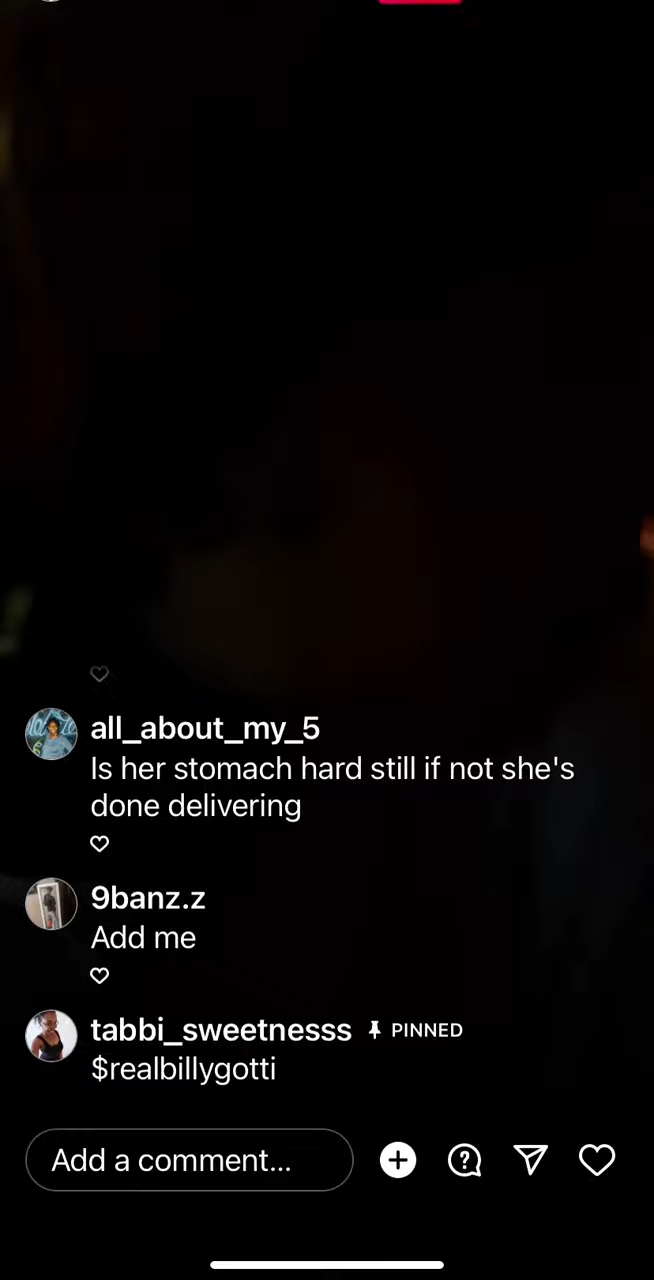 all_about_my_5
Is her stomach hard still if not she's
done delivering
9banz.z
Add me
tabbi_sweetnesss PINNED
$realbillygotti
Add a comment...